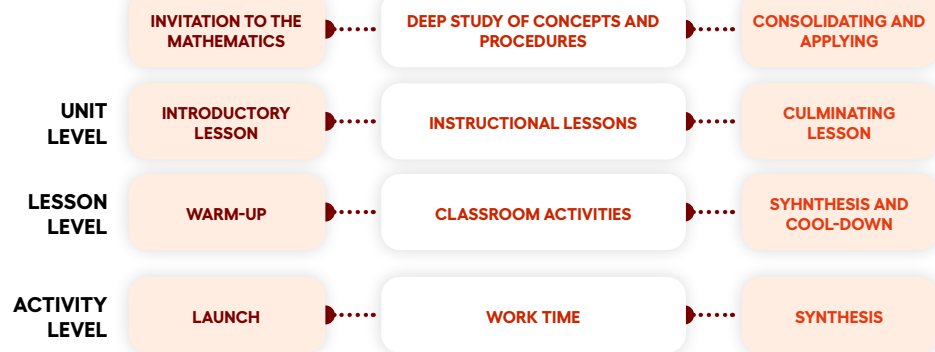 INVITATION TO THE
MATHEMATICS
DEEP STUDY OF CONCEPTS AND
PROCEDURES
CONSOLIDATING AND
APPLYING
UNIT
LEVEL
INTRODUCTORY
LESSON
INSTRUCTIONAL LESSONS
CULMINATING
LESSON
LESSON
LEVEL
WARM-UP
CLASSROOM ACTIVITIES
SYHNTHESIS AND
COOL-DOWN
ACTIVITY
LEVEL
LAUNCH
WORK TIME
SYNTHESIS